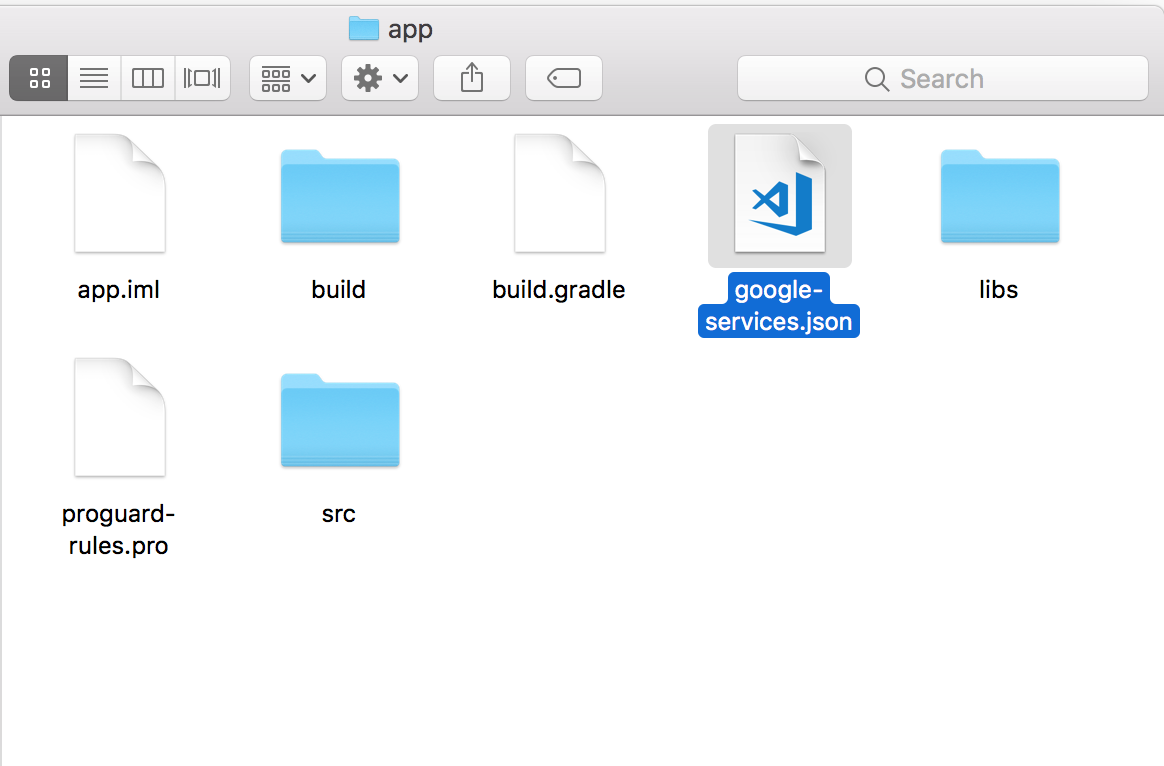 app
Search
app.iml
build
build.gradle
google-
services.json
libs
proguard-
rules.pro
src